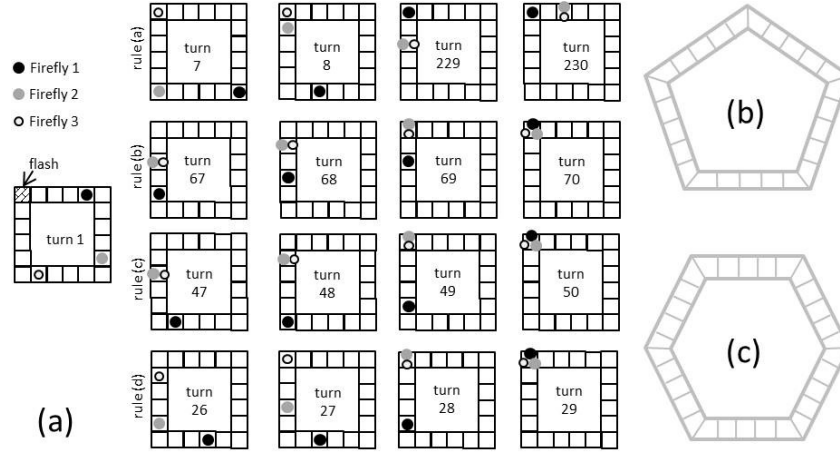 Firefly 1
Firefly 2
Firefly 3
flash
turn 1
(a)
rule(a)
turn
7
turn
8
turn
229
turn
230
rule(b)
turn
67
turn
68
turn
69
turn
70
rule(c)
turn
47
turn
48
turn
49
turn
50
rule(d)
turn
26
turn
27
turn
28
turn
29
(b)
(c)